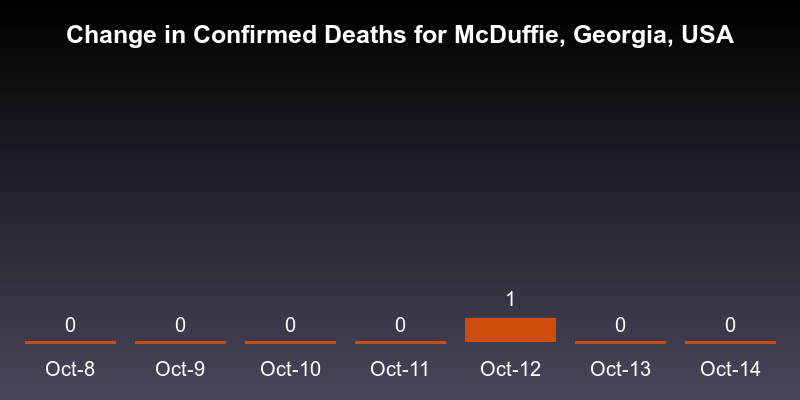 Change in Confirmed Deaths for McDuffie, Georgia, USA
0 0 0 0 1 0 0
Oct-8 Oct-9 Oct-10 Oct-11 Oct-12 Oct-13 Oct-14